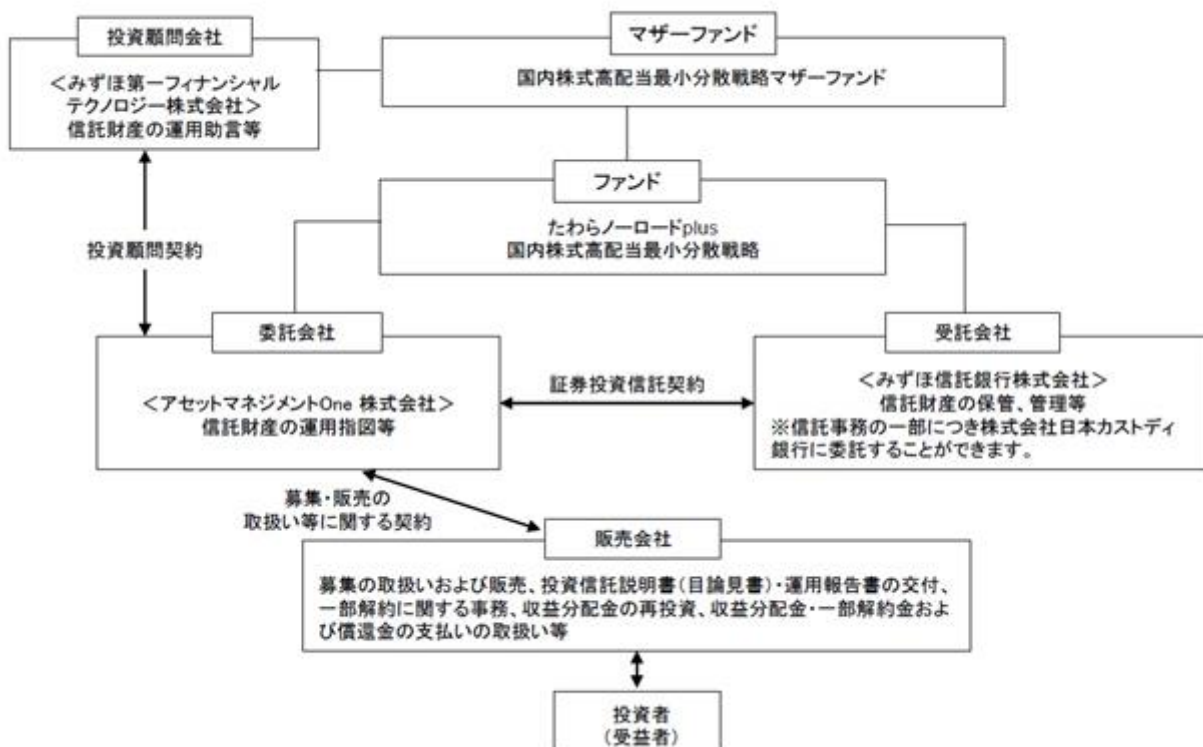 投資顧問会社
<みずほ第一フィナンシャル
テクノロジー株式会社>
信託財産の運用助言等
マザーファンド
国内株式高配当最小分散戦略マザーファンド
ファンド
たわらノーロードplus
国内株式高配当最小分散戦略
投資顧問契約
委託会社
<アセットマネジメントOne 株式会社>
信託財産の運用指図等
証券投資信託契約
受託会社
<みずほ信託銀行株式会社>
信託財産の保管、管理等
※信託事務の一部につき株式会社日本カストディ
銀行に委託することができます。
募集・販売の
取扱い等に関する契約
販売会社
募集の取扱いおよび販売、投資信託説明書(目論見書)・運用報告書の交付、
一部解約に関する事務、収益分配金の再投資、収益分配金・一部解約金およ
び償還金の支払いの取扱い等
投資者
(受益者)